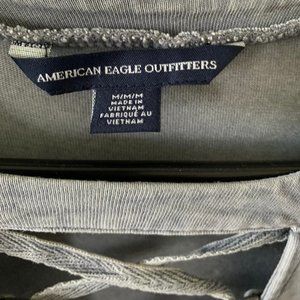 AMERICAN EAGLE OUTFITTERS
M/M/M
MADE IN
VIETNAM
FABRIQUÉ AU
VIETNAM